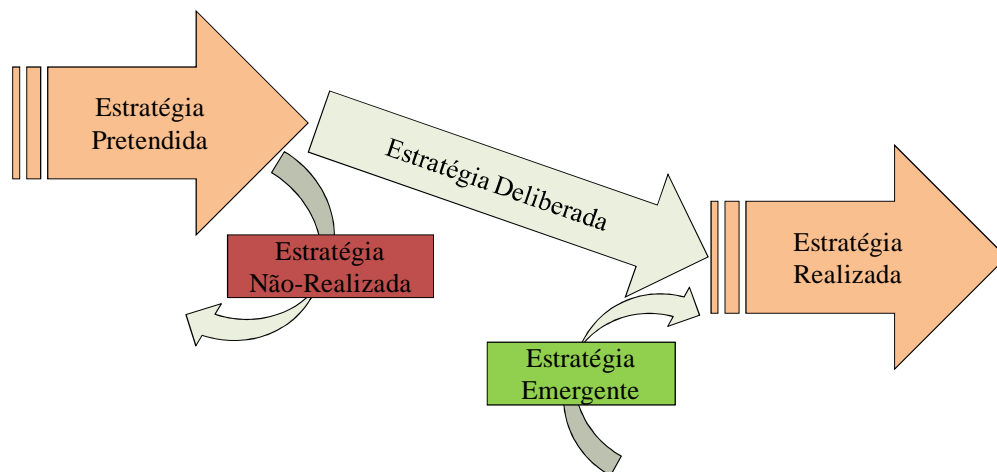 Estratégia
Pretendida
Estratégia Deliberada
Estratégia
Não-Realizada
Estratégia
Realizada
Estratégia
Emergente